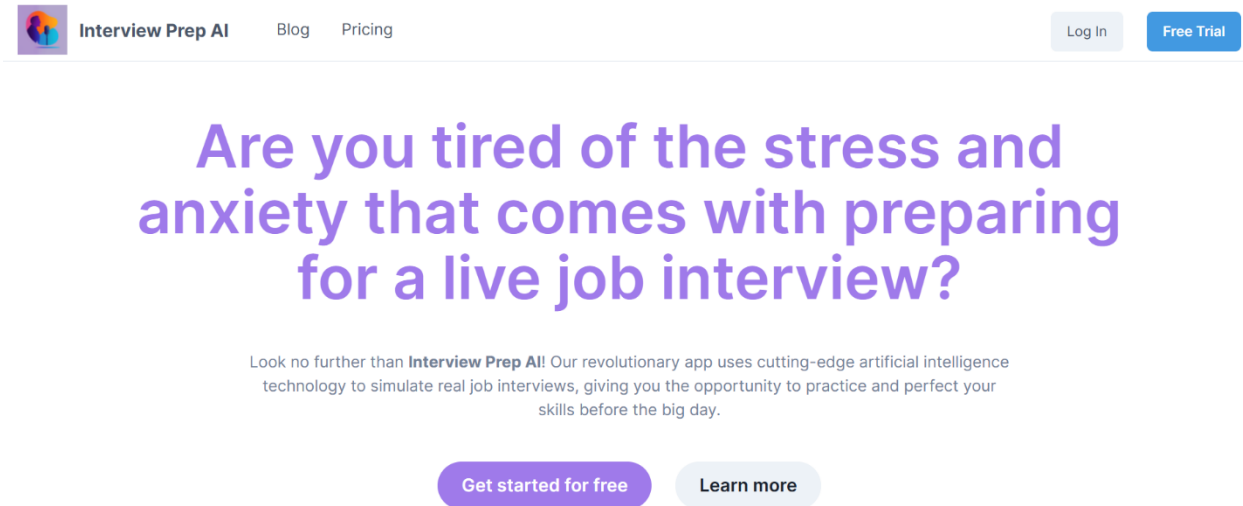 Interview Prep AI
Blog
Pricing
Log In
Free Trial
Are you tired of the stress and
anxiety that comes with preparing
for a live job interview?
Look no further than Interview Prep AI! Our revolutionary app uses cutting-edge artificial intelligence
technology to simulate real job interviews, giving you the opportunity to practice and perfect your
skills before the big day.
Get started for free
Learn more